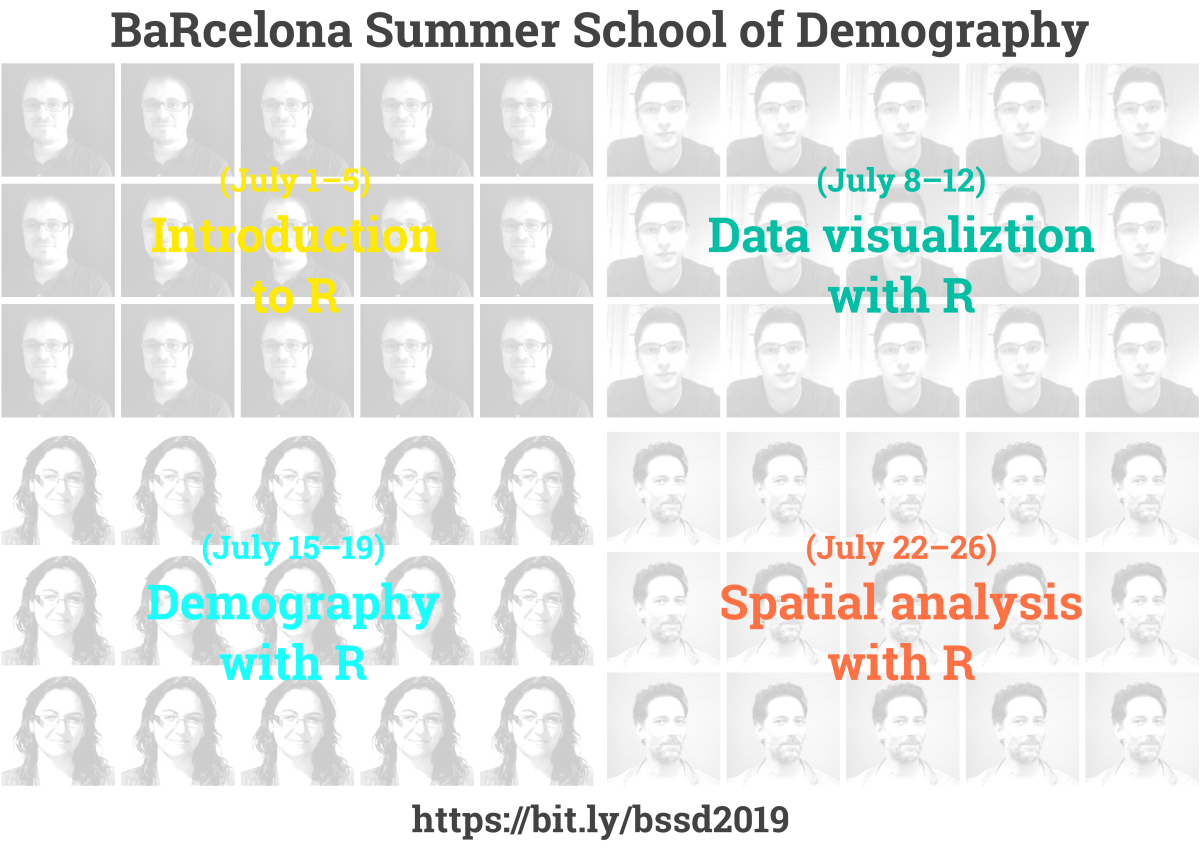 BaRcelona Summer School of Demography
(July 1–5)
Introduction
to R
(July 8–12)
Data visualiztion
with R
(July 15–19)
Demography
with R
(July 22–26)
Spatial analysis
with R
https://bit.ly/bssd2019